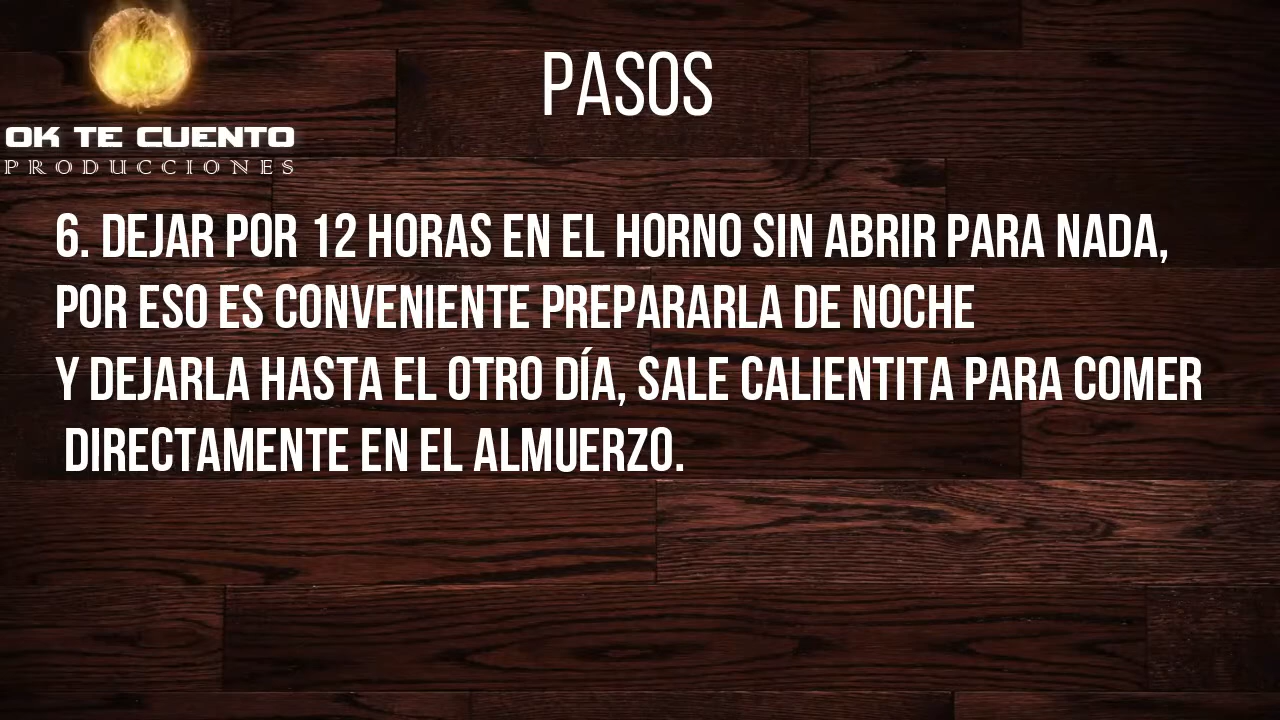 PASOS
OK TE CUENTO
PRODUCCIONES
6. DEJAR POR 12 HORAS EN EL HORNO SIN ABRIR PARA NADA,
POR ESO ES CONVENIENTE PREPARARLA DE NOCHE
Y DEJARLA HASTA EL OTRO DÍA, SALE CALIENTITA PARA COMER
DIRECTAMENTE EN EL ALMUERZO.